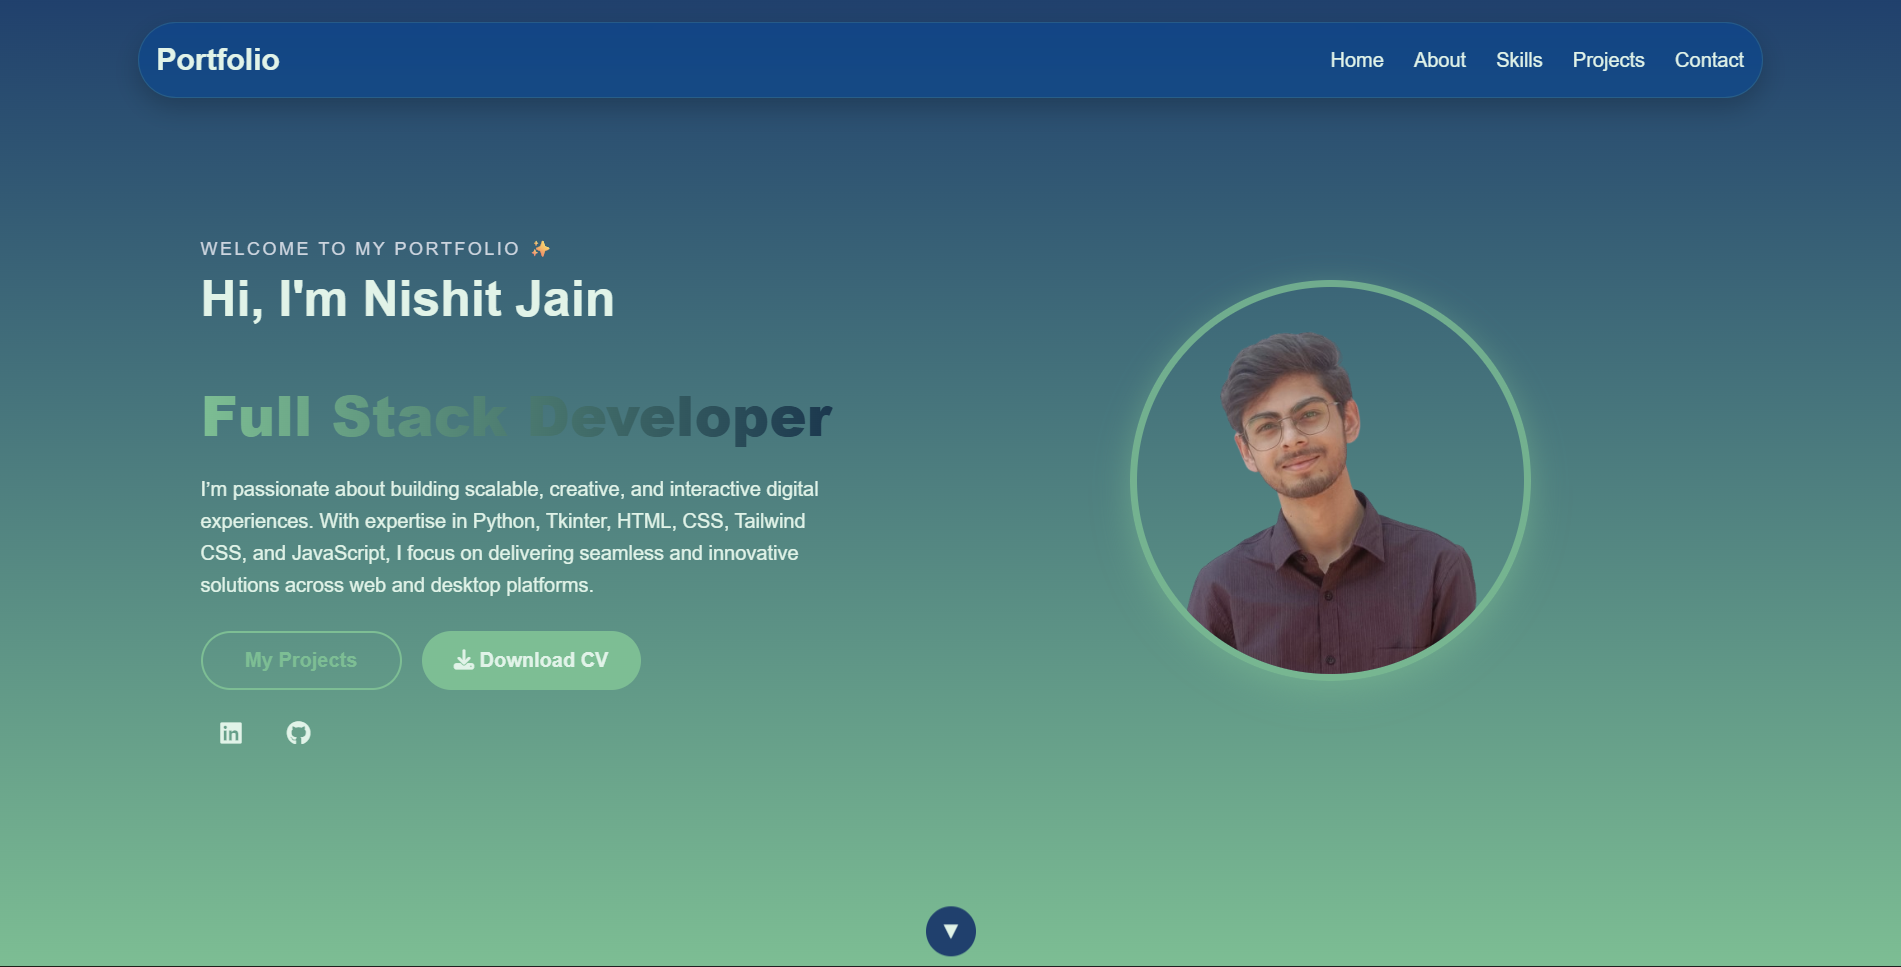 Portfolio
Home About Skills Projects Contact
WELCOME TO MY PORTFOLIO ✨
Hi, I'm Nishit Jain
Full Stack Developer
I’m passionate about building scalable, creative, and interactive digital
experiences. With expertise in Python, Tkinter, HTML, CSS, Tailwind
CSS, and JavaScript, I focus on delivering seamless and innovative
solutions across web and desktop platforms.
My Projects Download CV
in
▼